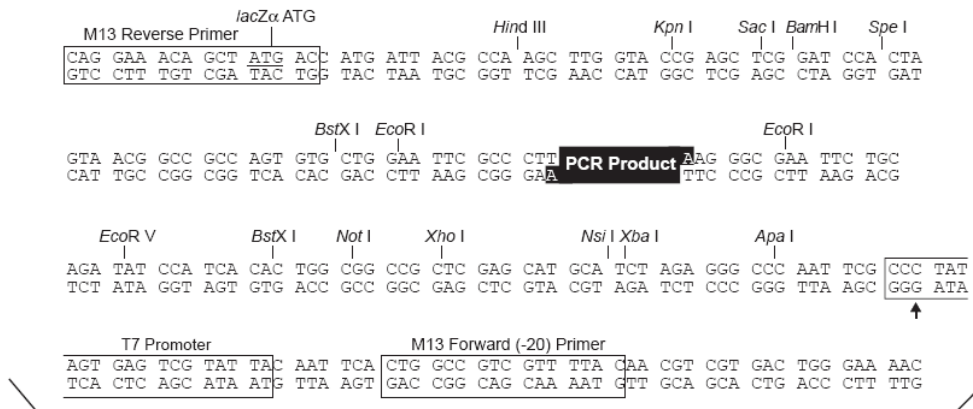 lacZα ATG
M13 Reverse Primer
HindIII KpnI SacI BamHI SpeI
CAG GAA ACA GCT ATG ACC ATG ATT ACG CCA AGC TTG GTA CCG AGC TCG GAT CCA CTA
GTC CTT TGT CGA TAC TGG TAC TAA TGC GGT TCG AAC CAT GGC TCG AGC CTA GGT GAT
BstX I EcoR I EcoR I
GTA ACG GCC GCC AGT GTG CTG GAA TTC GCC CTT PCR Product AAG GGC GAA TTC TGC
CAT TGC CGG CGG TCA CAC GAC CTT AAG CGG GAA TTC CCG CTT AAG ACG
EcoR V BstX I Not I Xho I Nsi I Xba I Apa I
AGA TAT CCA TCA CAC TGG CGG CCG CTC GAG CAT GCA TCT AGA GGG CCC AAT TCG CCC TAT
TCT ATA GGT AGT GTG ACC GCC GGC GAG CTC GTA CGT AGA TCT CCC GGG TTA AGC GGG ATA
T7 Promoter M13 Forward (-20) Primer
AGT GAG TCG TAT TAC AAT TCA CTG GCC GTC GTT TTA CAA CGT CGT GAC TGG GAA AAC
TCA CTC AGC ATA ATG TTA AGT GAC CGG CAG CAA AAT GTT GCA GCA CTG ACC CTT TTG